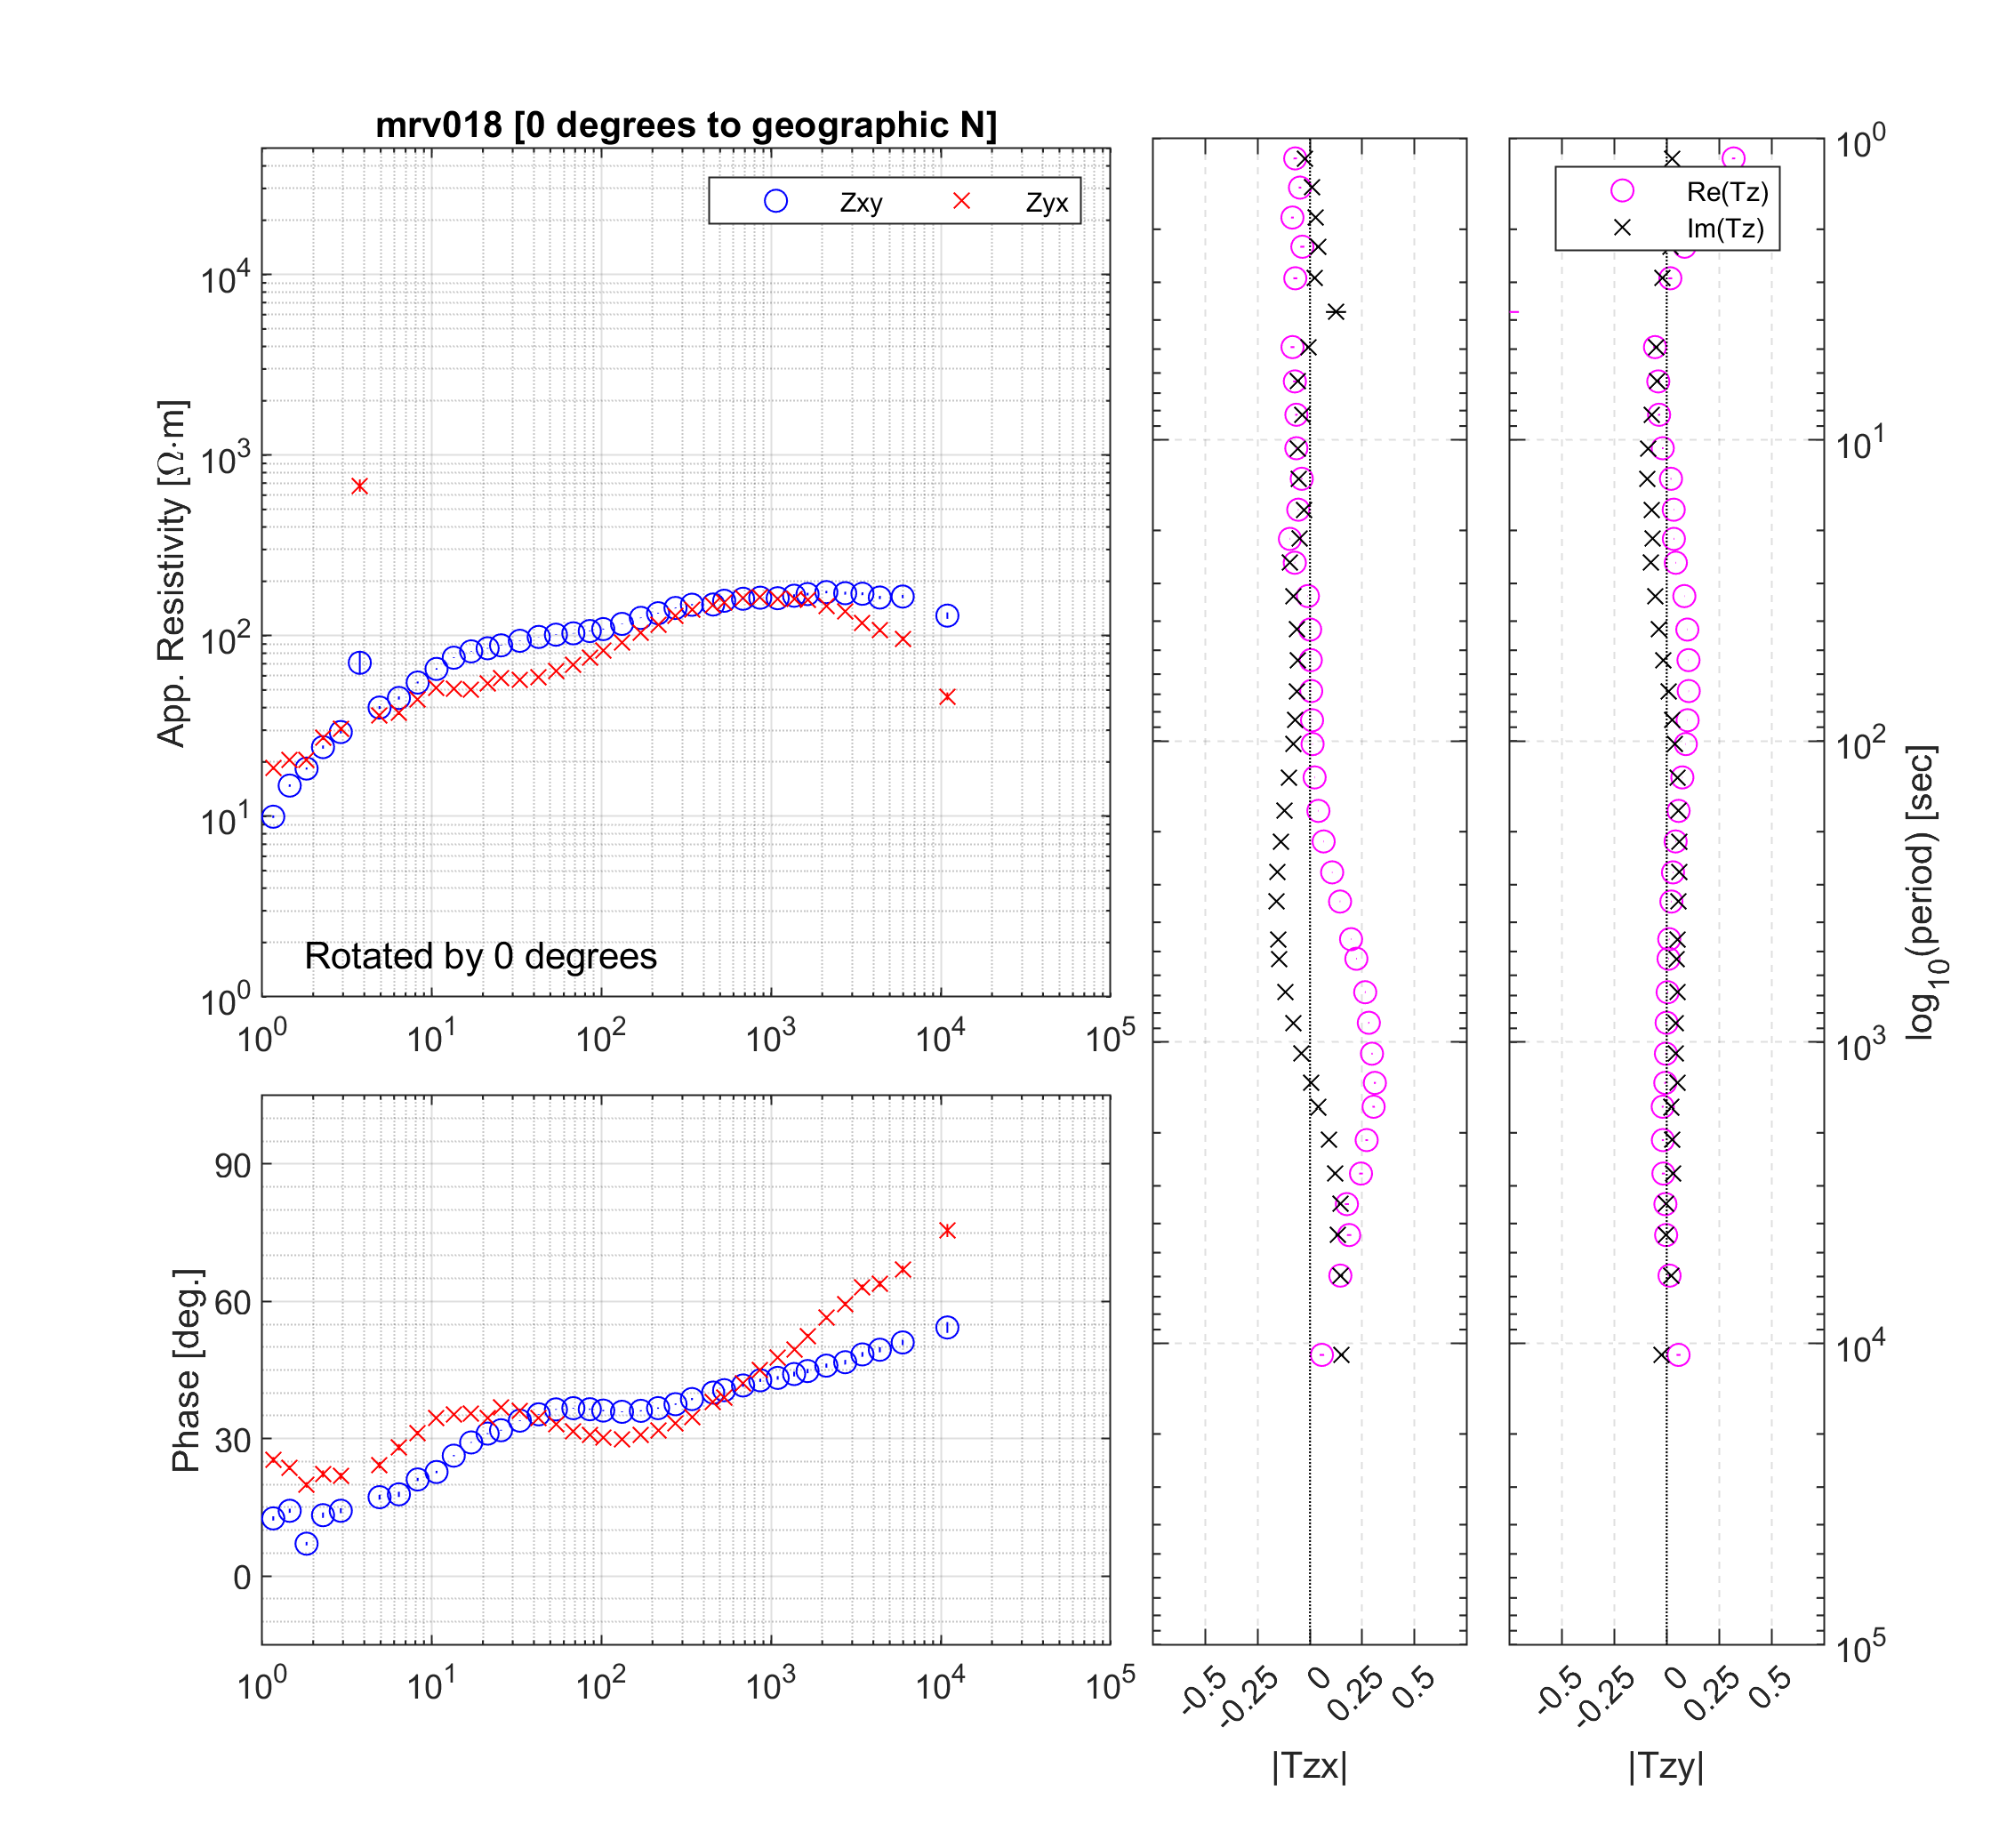 mrv018 [0 degrees to geographic N]
Zxy Zyx
App. Resistivity [Ω·m]
10^4
10^3
10^2
10^1
10^0
Rotated by 0 degrees
10^0 10^1 10^2 10^3 10^4 10^5
Phase [deg.]
90
60
30
0
10^0 10^1 10^2 10^3 10^4 10^5
-0.5 -0.25 0 0.25 0.5
|Tzx|
Re(Tz)
Im(Tz)
-0.5 -0.25 0 0.25 0.5
|Tzy|
10^0
10^1
10^2
10^3
10^4
10^5
log_10(period) [sec]